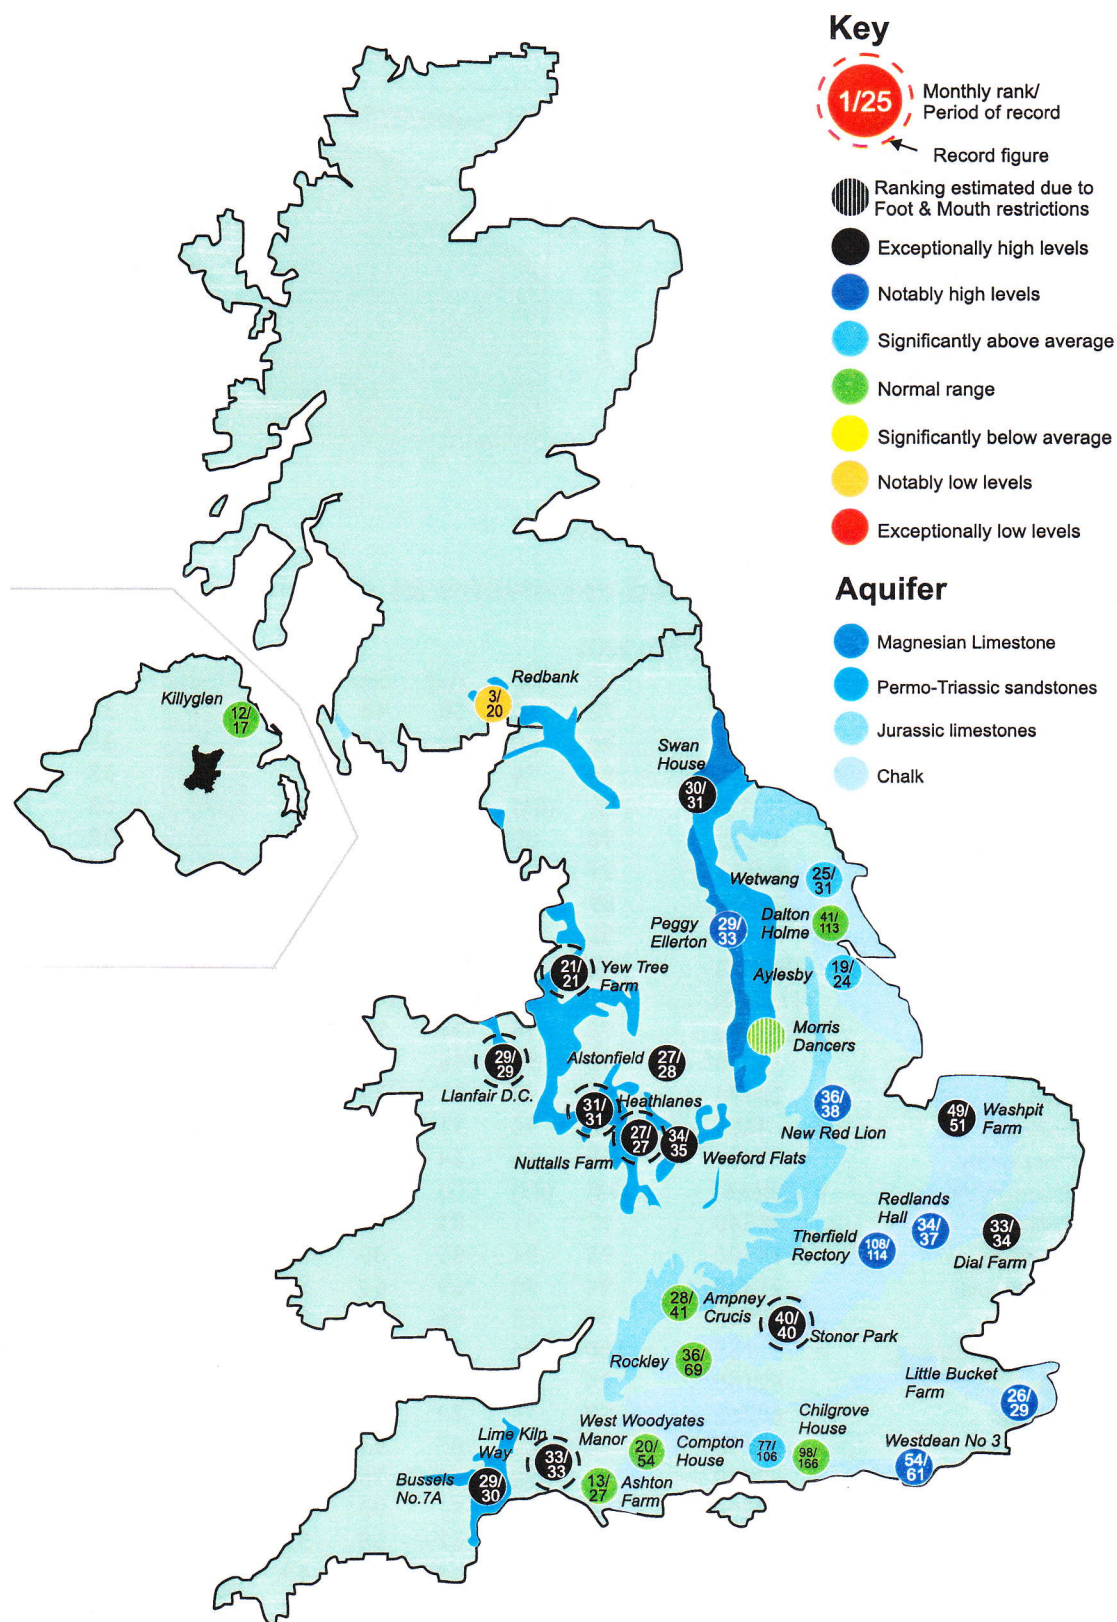 Key
1/25
Monthly rank/
Period of record
Record figure
Ranking estimated due to
Foot & Mouth restrictions
Exceptionally high levels
Notably high levels
Significantly above average
Normal range
Significantly below average
Notably low levels
Exceptionally low levels
Aquifer
Magnesian Limestone
Permo-Triassic sandstones
Jurassic limestones
Chalk
Redbank
3/
20
Killyglen
12/
17
Swan
House
30/
31
Wetwang
25/
31
Dalton
Holme
41/
113
Peggy
Ellerton
29/
33
Aylesby
19/
24
Yew Tree
Farm
21/
21
Morris
Dancers
Llanfair D.C.
29/
29
Alstonfield
27/
28
Heathlanes
31/
31
Nuttalls Farm
27/
27
Weeford Flats
34/
35
New Red Lion
36/
38
Washpit
Farm
49/
51
Redlands
Hall
34/
37
Therfield
Rectory
108/
114
Dial Farm
33/
34
Ampney
Crucis
28/
41
Stonor Park
40/
40
Rockley
36/
69
Little Bucket
Farm
26/
29
Chilgrove
House
98/
166
West Woodyates
Manor
20/
54
Compton
House
77/
106
Westdean No 3
54/
61
Lime Kiln
Way
33/
33
Bussels
No.7A
29/
30
Ashton
Farm
13/
27